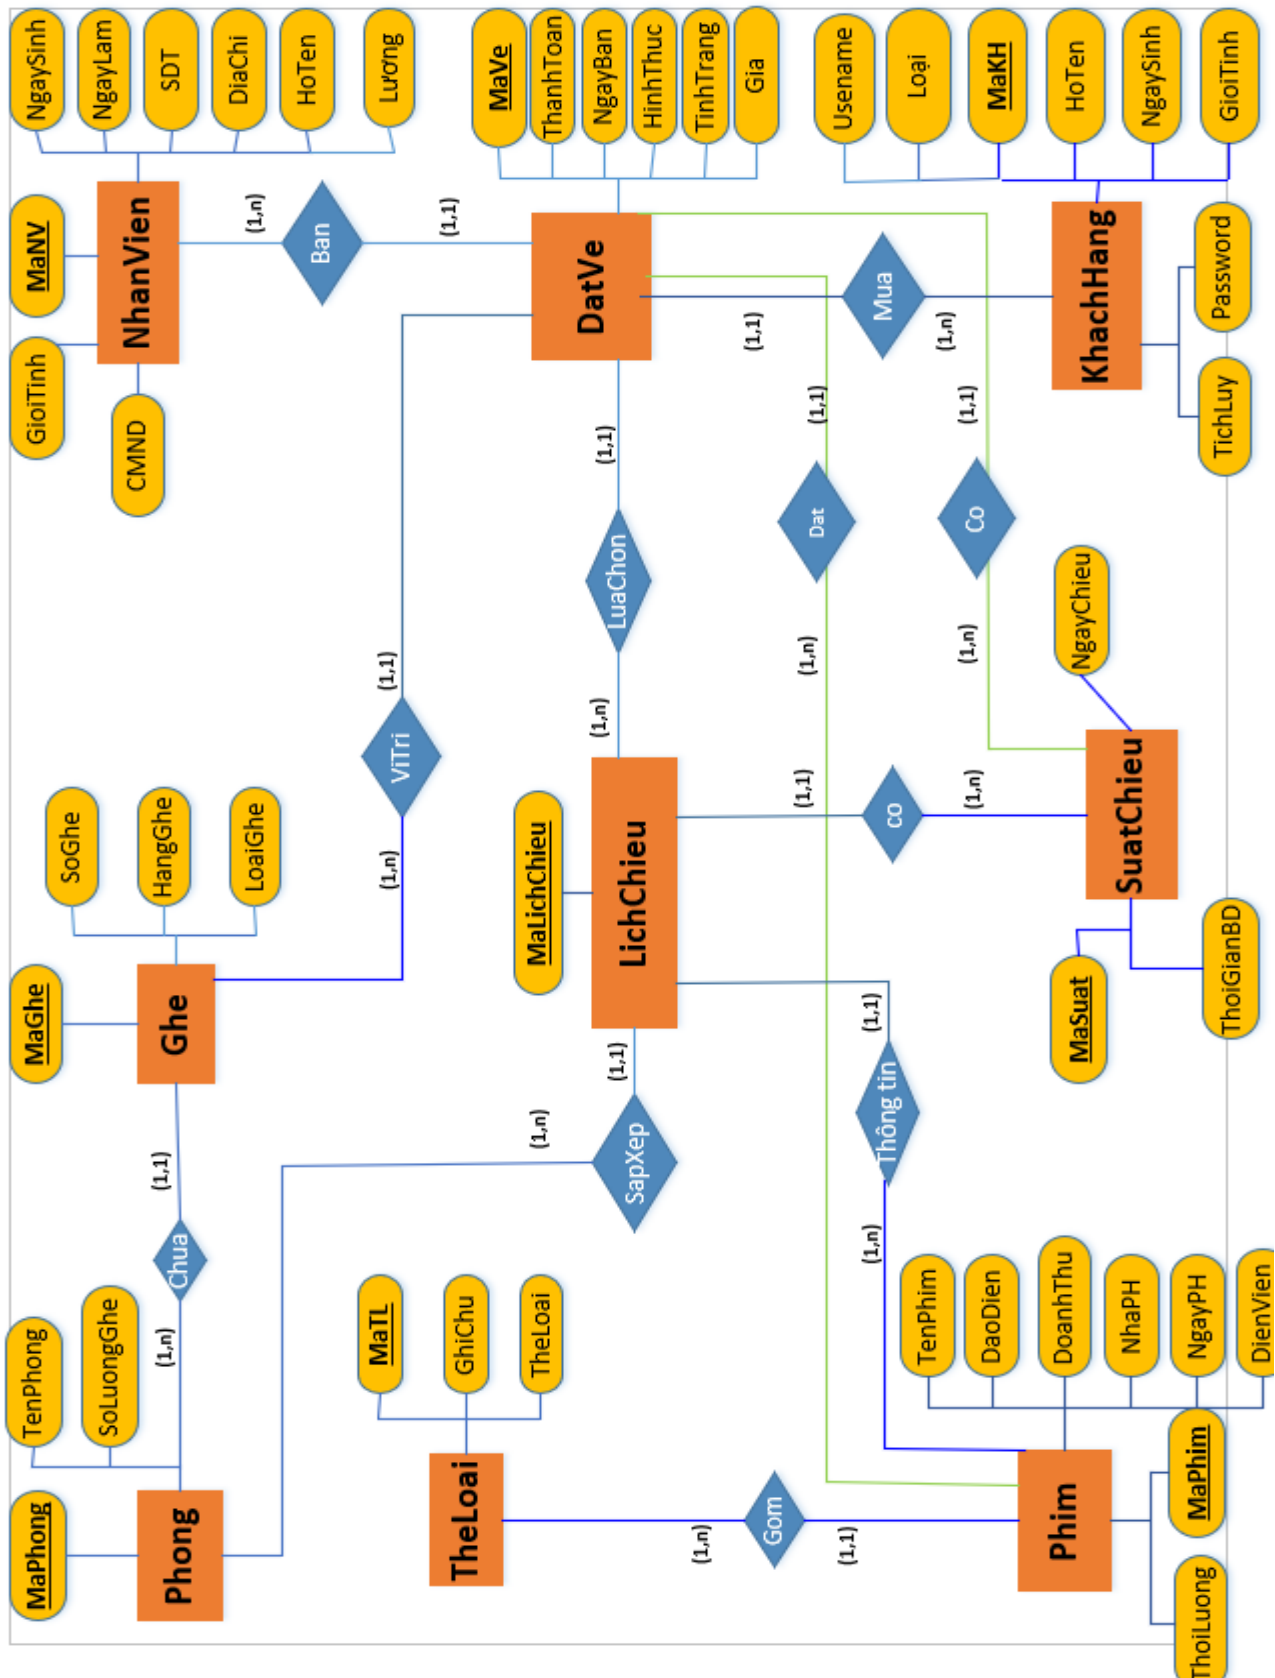 NgaySinh
NgayLam
SDT
DiaChi
HoTen
Lương
MaNV
NhanVien
GioiTinh
CMND
(1,n)
Ban
(1,1)
MaVe
ThanhToan
NgayBan
HinhThuc
TinhTrang
Gia
DatVe
Usename
Loại
MaKH
HoTen
NgaySinh
GioiTinh
KhachHang
Password
TichLuy
(1,1)
Mua
(1,n)
(1,1)
LuaChon
(1,n)
(1,1)
Dat
(1,n)
(1,1)
Co
(1,n)
(1,1)
ViTri
(1,n)
SoGhe
HangGhe
LoaiGhe
MaGhe
Ghe
MaLichChieu
LichChieu
(1,1)
co
(1,n)
NgayChieu
SuatChieu
MaSuat
ThoiGianBD
(1,1)
Chua
(1,n)
(1,1)
SapXep
(1,n)
(1,1)
Thông tin
(1,n)
TenPhong
SoLuongGhe
MaPhong
Phong
MaTL
GhiChu
TheLoai
TheLoai
(1,n)
Gom
(1,1)
TenPhim
DaoDien
DoanhThu
NhaPH
NgayPH
DienVien
Phim
MaPhim
ThoiLuong